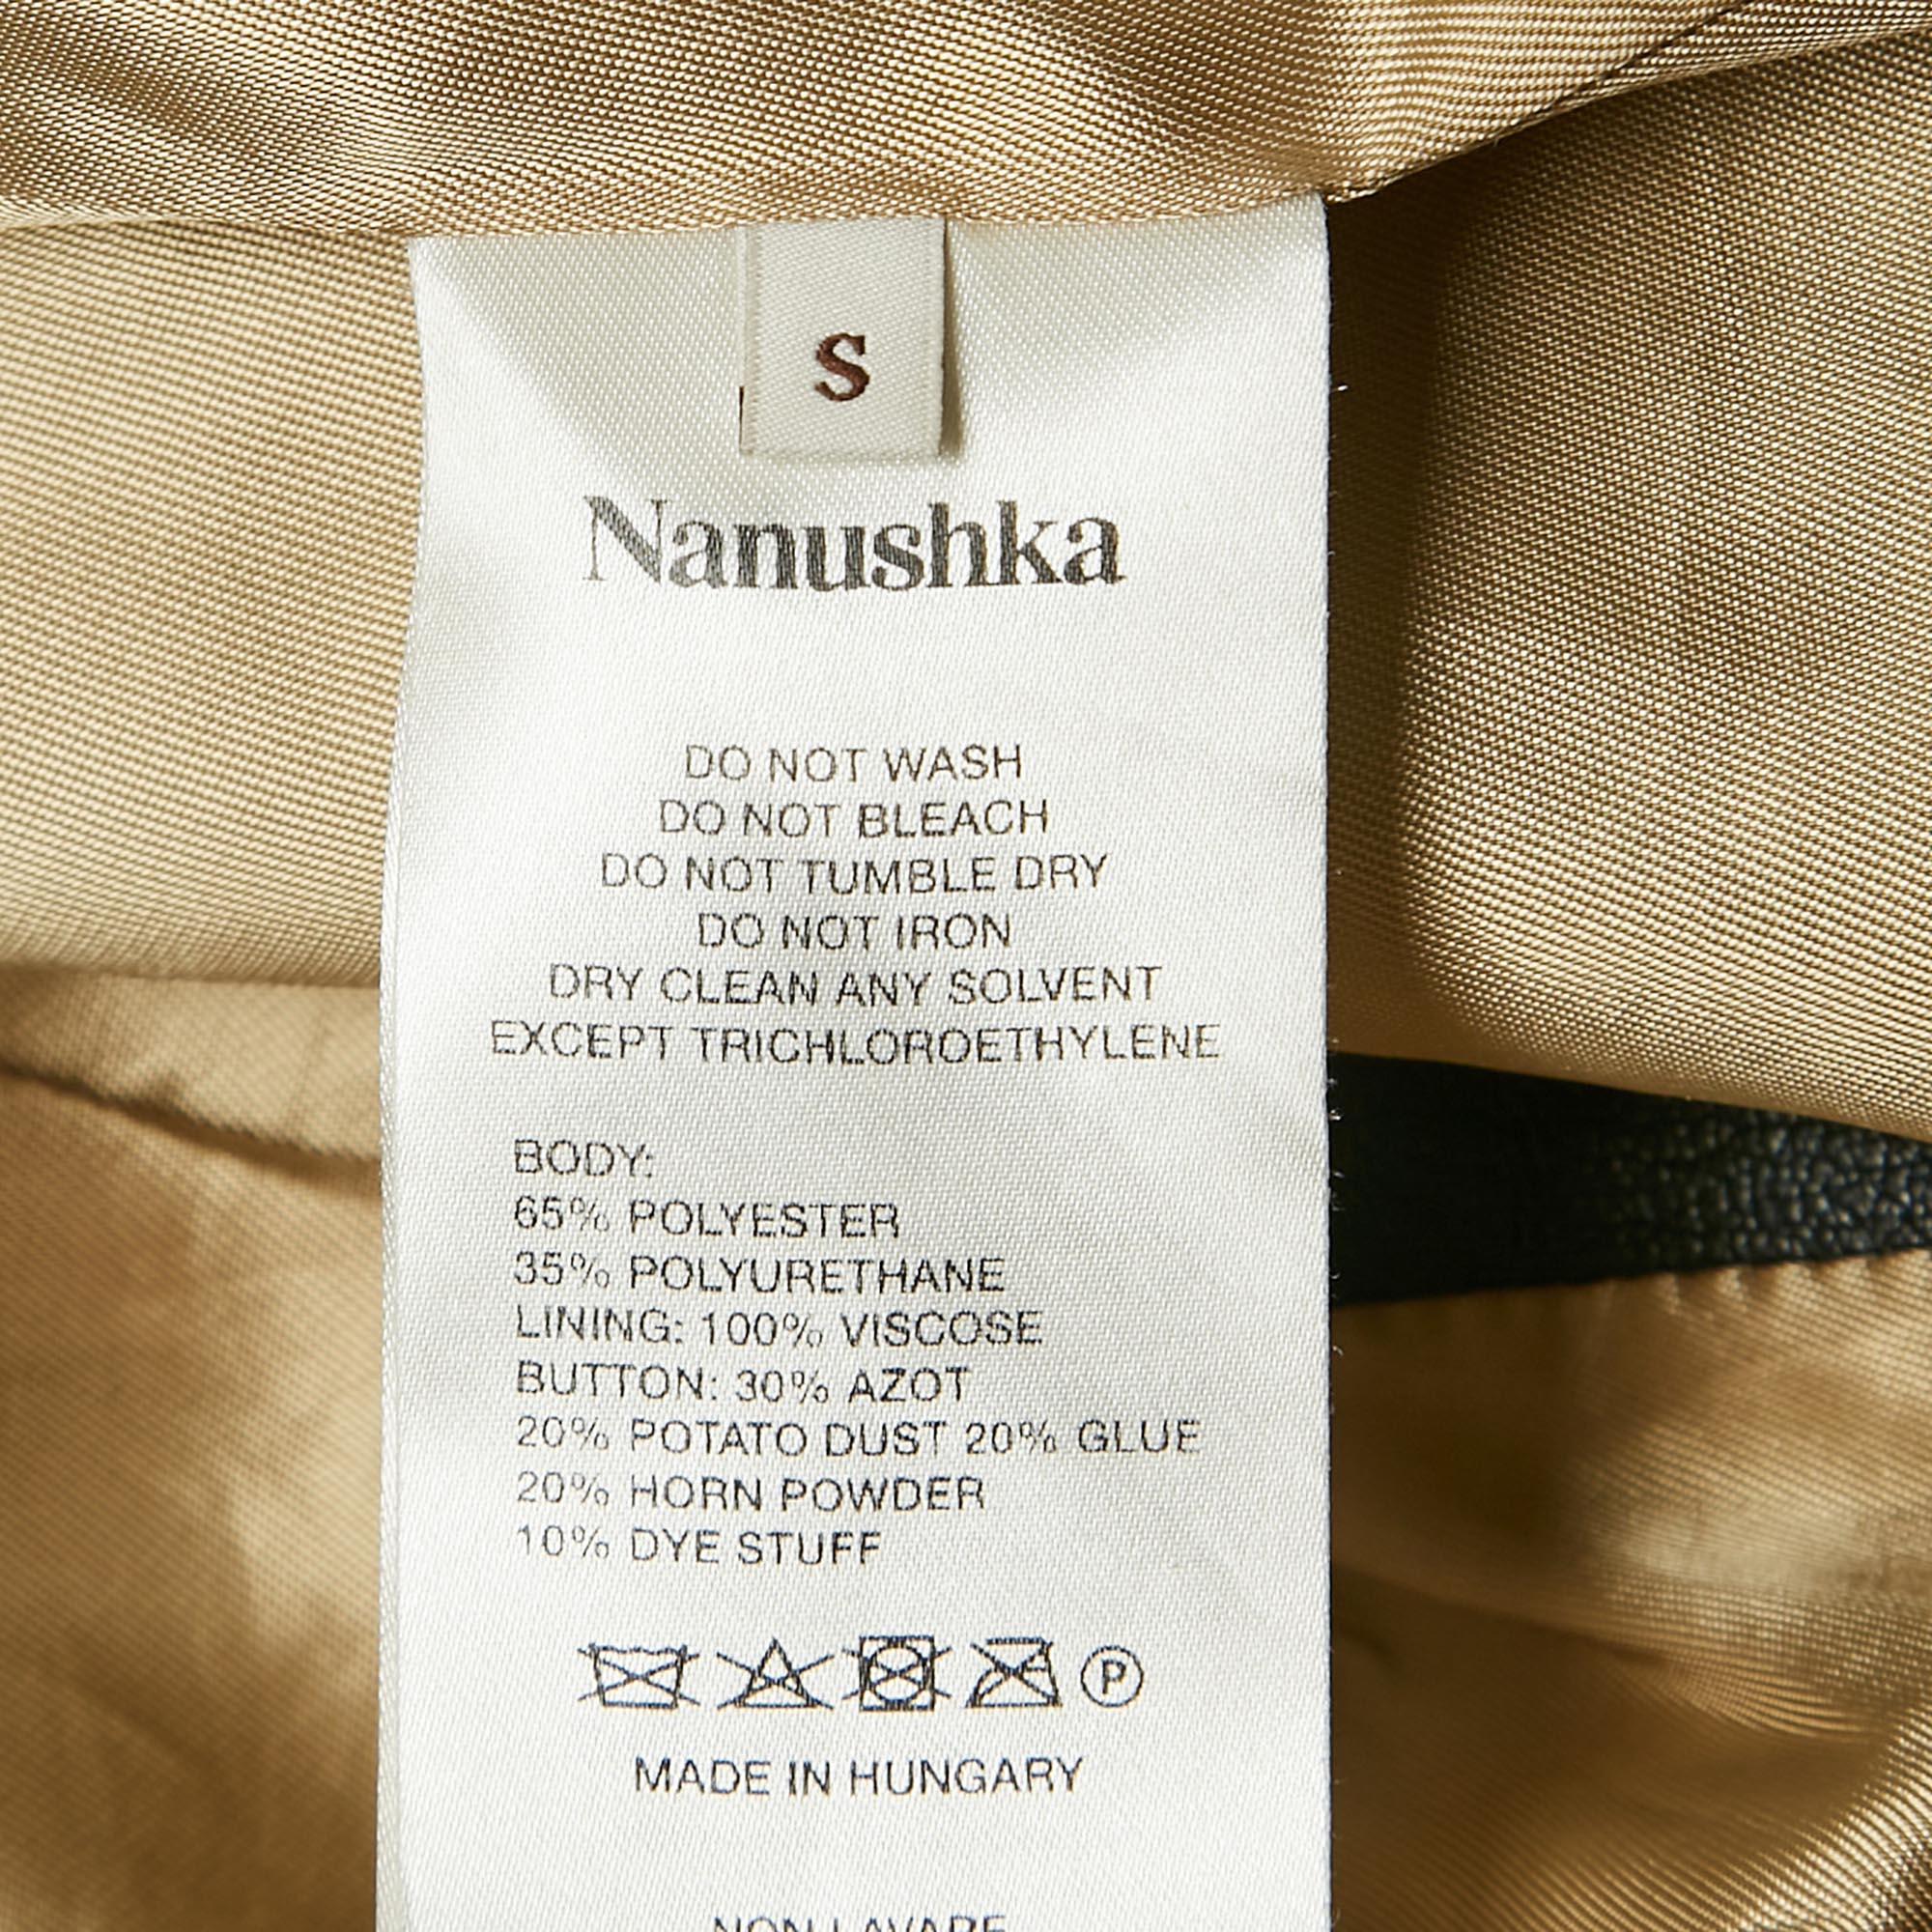 S
Nanushka
DO NOT WASH
DO NOT BLEACH
DO NOT TUMBLE DRY
DO NOT IRON
DRY CLEAN ANY SOLVENT
EXCEPT TRICHLOROETHYLENE
BODY:
65% POLYESTER
35% POLYURETHANE
LINING: 100% VISCOSE
BUTTON: 30% AZOT
20% POTATO DUST 20% GLUE
20% HORN POWDER
10% DYE STUFF
P
MADE IN HUNGARY
NON LAVARE